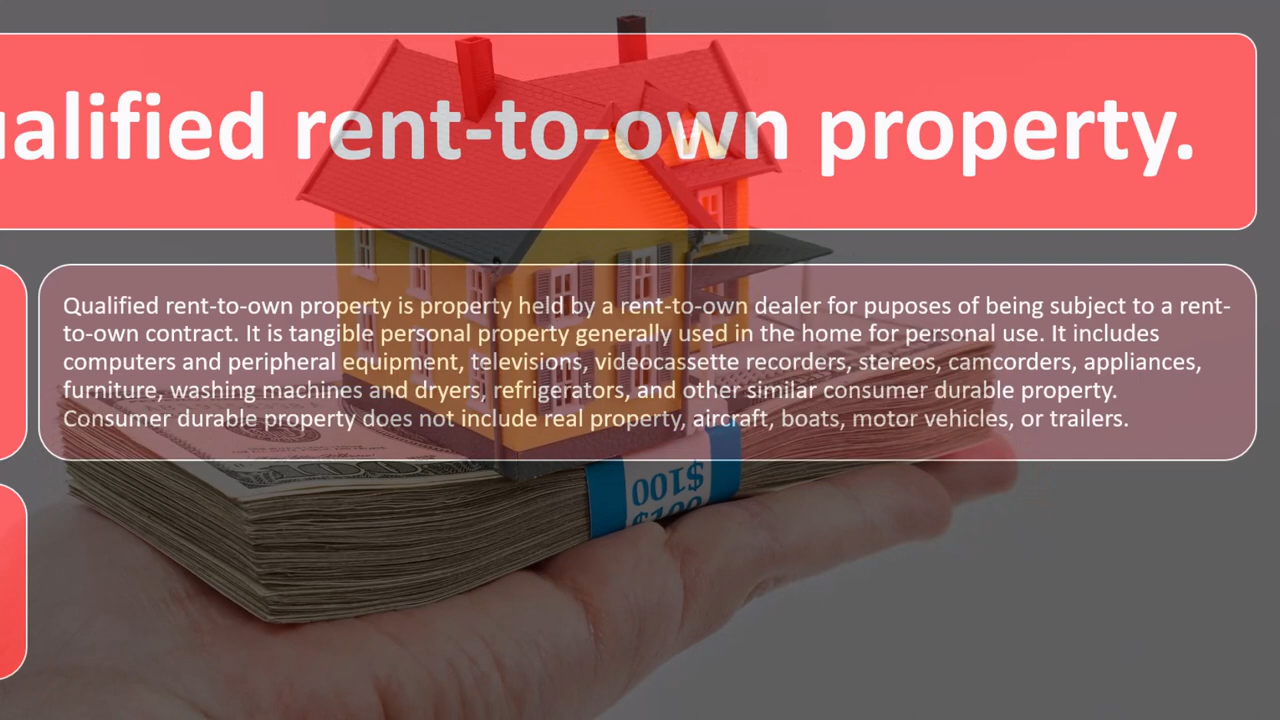 ualified rent-to-own property.
Qualified rent-to-own property is property held by a rent-to-own dealer for puposes of being subject to a rent-
to-own contract. It is tangible personal property generally used in the home for personal use. It includes
computers and peripheral equipment, televisions, videocassette recorders, stereos, camcorders, appliances,
furniture, washing machines and dryers, refrigerators, and other similar consumer durable property.
Consumer durable property does not include real property, aircraft, boats, motor vehicles, or trailers.
100
$100
$100